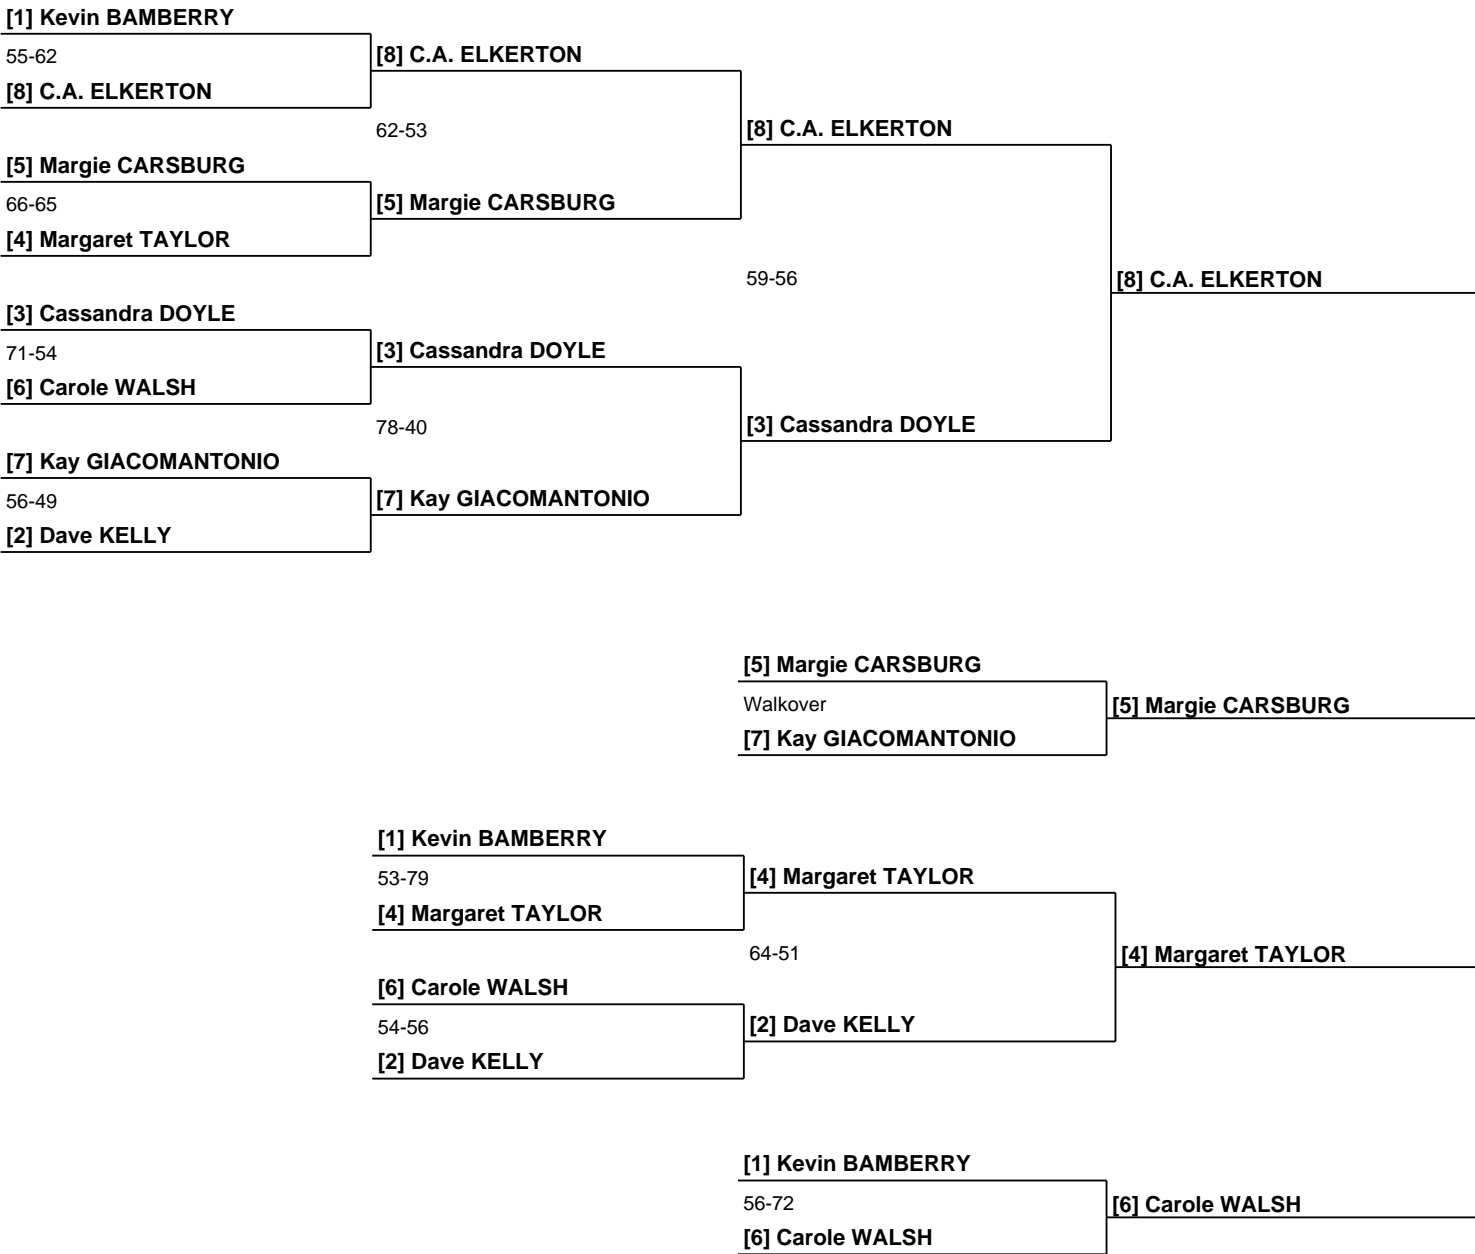 [1] Kevin BAMBERRY
55-62
[8] C.A. ELKERTON
[8] C.A. ELKERTON
62-53
[8] C.A. ELKERTON
[5] Margie CARSBURG
66-65
[5] Margie CARSBURG
[4] Margaret TAYLOR
59-56
[8] C.A. ELKERTON
[3] Cassandra DOYLE
71-54
[3] Cassandra DOYLE
[6] Carole WALSH
78-40
[3] Cassandra DOYLE
[7] Kay GIACOMANTONIO
56-49
[7] Kay GIACOMANTONIO
[2] Dave KELLY
[5] Margie CARSBURG
Walkover
[5] Margie CARSBURG
[7] Kay GIACOMANTONIO
[1] Kevin BAMBERRY
53-79
[4] Margaret TAYLOR
[4] Margaret TAYLOR
64-51
[4] Margaret TAYLOR
[6] Carole WALSH
54-56
[2] Dave KELLY
[2] Dave KELLY
[1] Kevin BAMBERRY
56-72
[6] Carole WALSH
[6] Carole WALSH